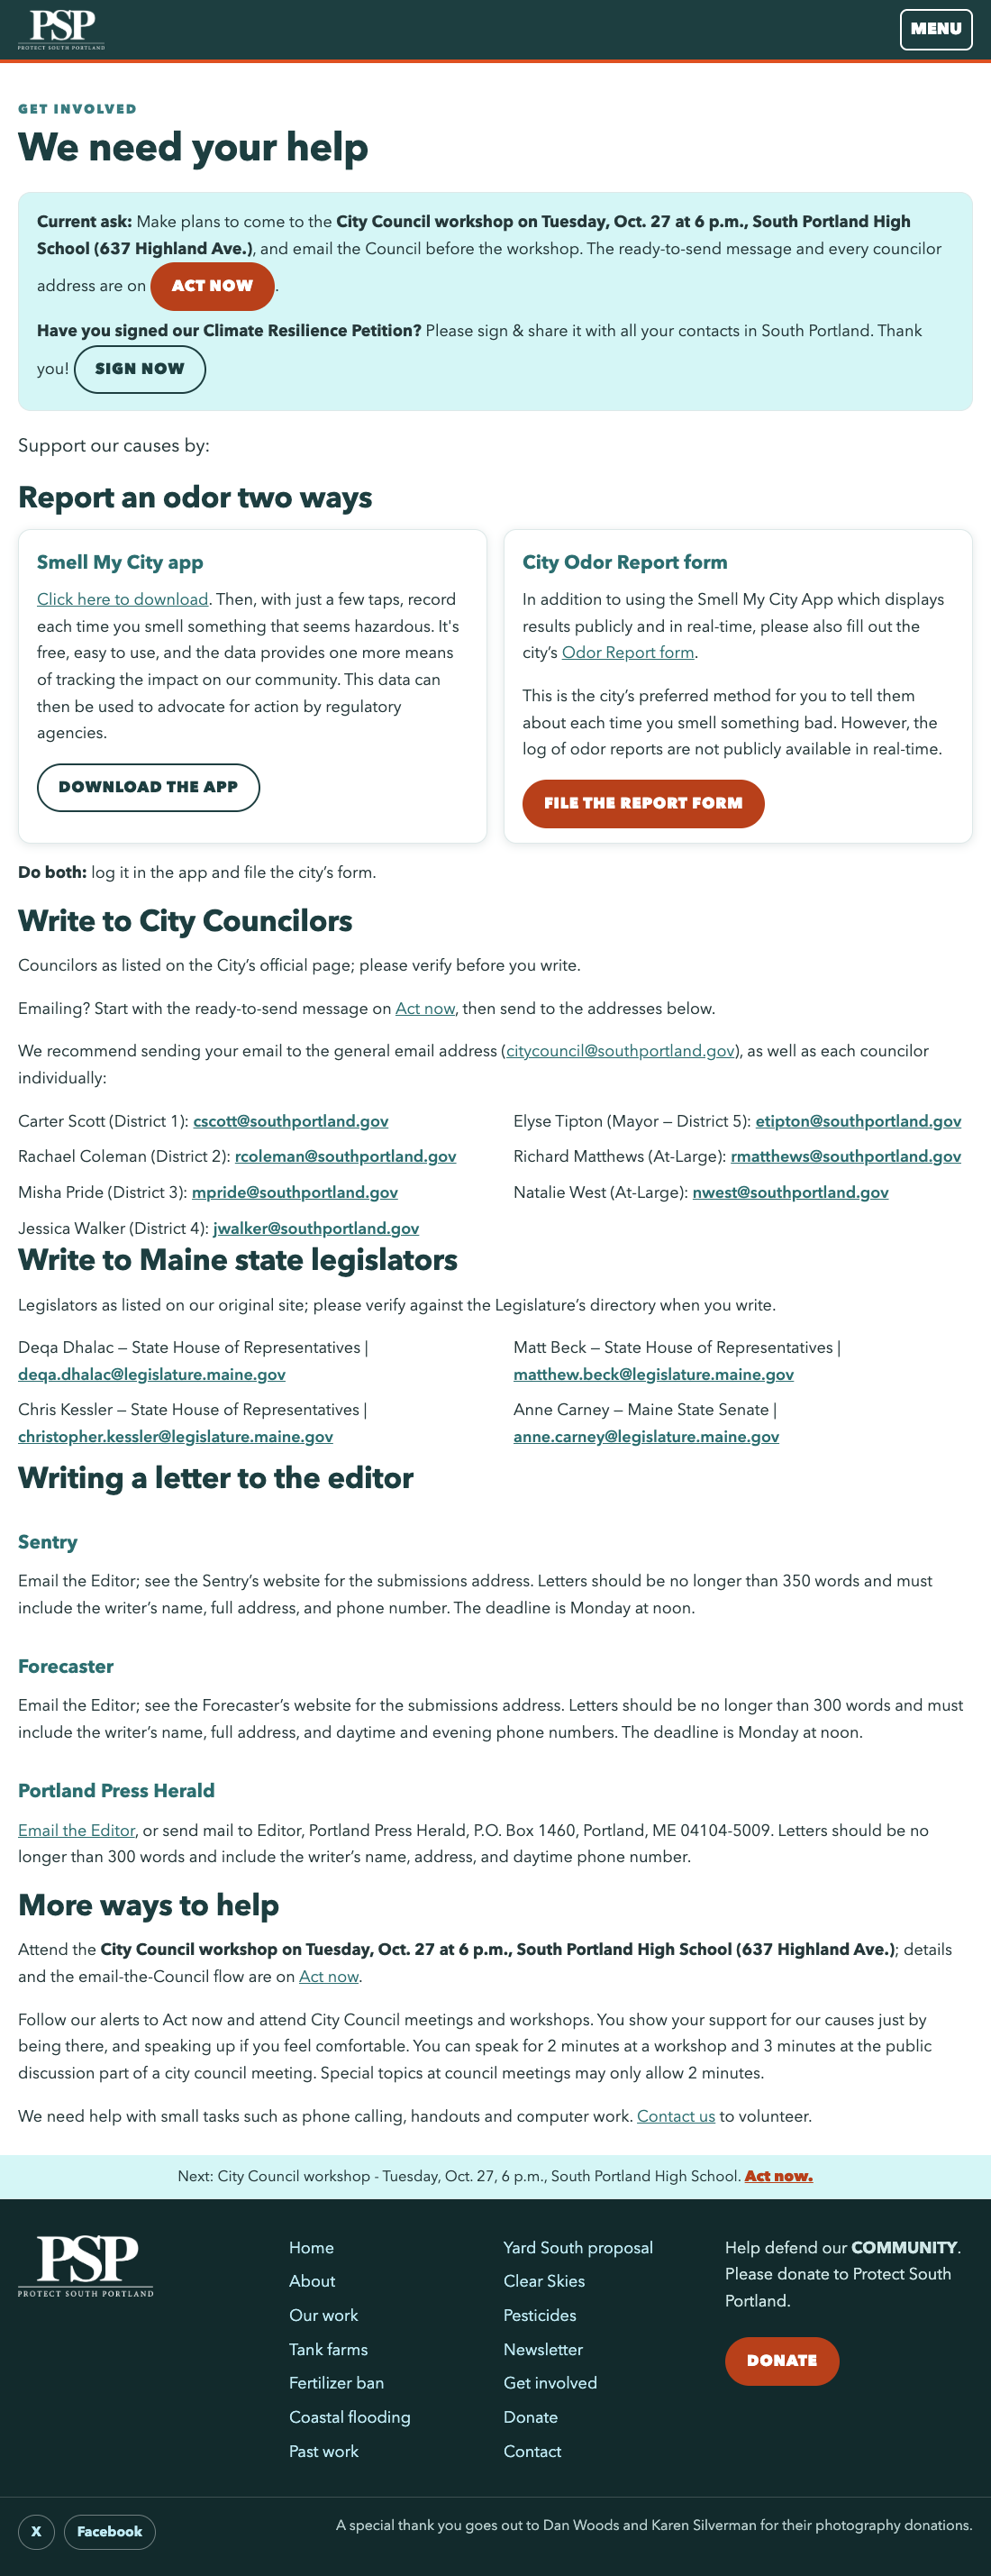 PSP
PROTECT SOUTH PORTLAND
MENU
GET INVOLVED
We need your help
Current ask: Make plans to come to the City Council workshop on Tuesday, Oct. 27 at 6 p.m., South Portland High
School (637 Highland Ave.), and email the Council before the workshop. The ready-to-send message and every councilor
address are on ACT NOW.
Have you signed our Climate Resilience Petition? Please sign & share it with all your contacts in South Portland. Thank
you! SIGN NOW
Support our causes by:
Report an odor two ways
Smell My City app
Click here to download. Then, with just a few taps, record
each time you smell something that seems hazardous. It's
free, easy to use, and the data provides one more means
of tracking the impact on our community. This data can
then be used to advocate for action by regulatory
agencies.
DOWNLOAD THE APP
City Odor Report form
In addition to using the Smell My City App which displays
results publicly and in real-time, please also fill out the
city’s Odor Report form.
This is the city’s preferred method for you to tell them
about each time you smell something bad. However, the
log of odor reports are not publicly available in real-time.
FILE THE REPORT FORM
Do both: log it in the app and file the city’s form.
Write to City Councilors
Councilors as listed on the City’s official page; please verify before you write.
Emailing? Start with the ready-to-send message on Act now, then send to the addresses below.
We recommend sending your email to the general email address (citycouncil@southportland.gov), as well as each councilor
individually:
Carter Scott (District 1): cscott@southportland.gov
Rachael Coleman (District 2): rcoleman@southportland.gov
Misha Pride (District 3): mpride@southportland.gov
Jessica Walker (District 4): jwalker@southportland.gov
Elyse Tipton (Mayor – District 5): etipton@southportland.gov
Richard Matthews (At-Large): rmatthews@southportland.gov
Natalie West (At-Large): nwest@southportland.gov
Write to Maine state legislators
Legislators as listed on our original site; please verify against the Legislature’s directory when you write.
Deqa Dhalac – State House of Representatives |
deqa.dhalac@legislature.maine.gov
Chris Kessler – State House of Representatives |
christopher.kessler@legislature.maine.gov
Matt Beck – State House of Representatives |
matthew.beck@legislature.maine.gov
Anne Carney – Maine State Senate |
anne.carney@legislature.maine.gov
Writing a letter to the editor
Sentry
Email the Editor; see the Sentry’s website for the submissions address. Letters should be no longer than 350 words and must
include the writer’s name, full address, and phone number. The deadline is Monday at noon.
Forecaster
Email the Editor; see the Forecaster’s website for the submissions address. Letters should be no longer than 300 words and must
include the writer’s name, full address, and daytime and evening phone numbers. The deadline is Monday at noon.
Portland Press Herald
Email the Editor, or send mail to Editor, Portland Press Herald, P.O. Box 1460, Portland, ME 04104-5009. Letters should be no
longer than 300 words and include the writer’s name, address, and daytime phone number.
More ways to help
Attend the City Council workshop on Tuesday, Oct. 27 at 6 p.m., South Portland High School (637 Highland Ave.); details
and the email-the-Council flow are on Act now.
Follow our alerts to Act now and attend City Council meetings and workshops. You show your support for our causes just by
being there, and speaking up if you feel comfortable. You can speak for 2 minutes at a workshop and 3 minutes at the public
discussion part of a city council meeting. Special topics at council meetings may only allow 2 minutes.
We need help with small tasks such as phone calling, handouts and computer work. Contact us to volunteer.
Next: City Council workshop - Tuesday, Oct. 27, 6 p.m., South Portland High School. Act now.
PSP
PROTECT SOUTH PORTLAND
Home
About
Our work
Tank farms
Fertilizer ban
Coastal flooding
Past work
Yard South proposal
Clear Skies
Pesticides
Newsletter
Get involved
Donate
Contact
Help defend our COMMUNITY.
Please donate to Protect South
Portland.
DONATE
X
Facebook
A special thank you goes out to Dan Woods and Karen Silverman for their photography donations.